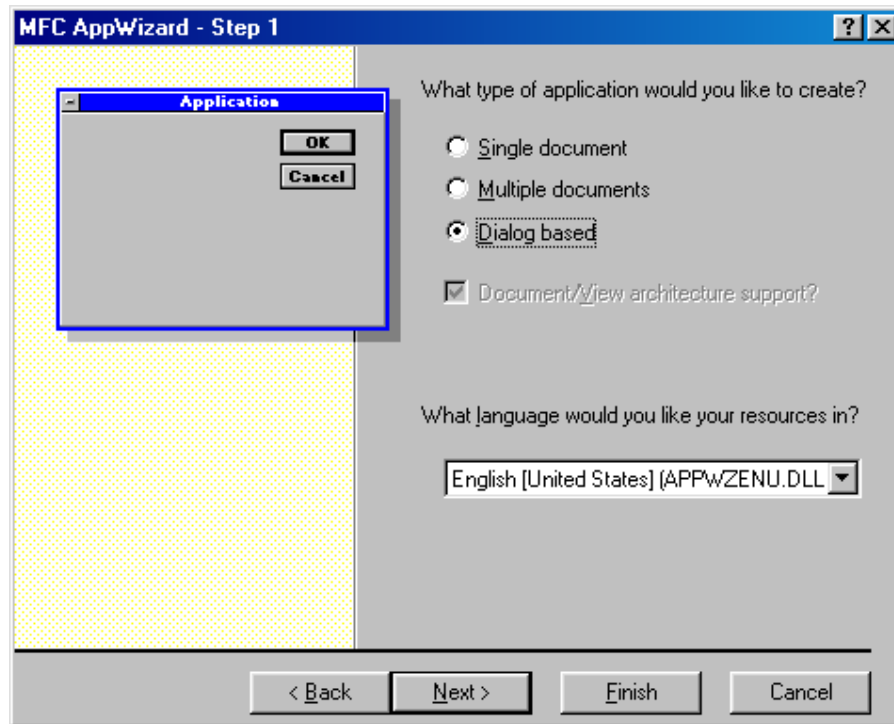 MFC AppWizard - Step 1
Application
OK
Cancel
What type of application would you like to create?
Single document
Multiple documents
Dialog based
Document/View architecture support?
What language would you like your resources in?
English [United States] (APPWZENU.DLL
< Back Next > Finish Cancel